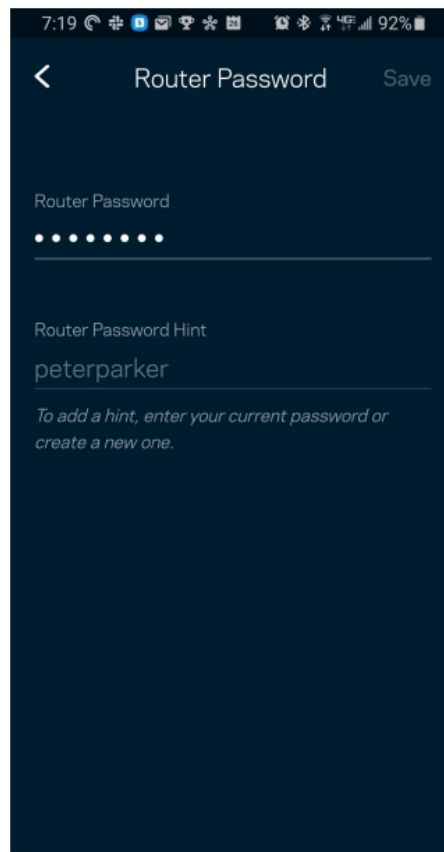 7:19 92%
Router Password Save
Router Password
••••••••
Router Password Hint
peterparker
To add a hint, enter your current password or
create a new one.